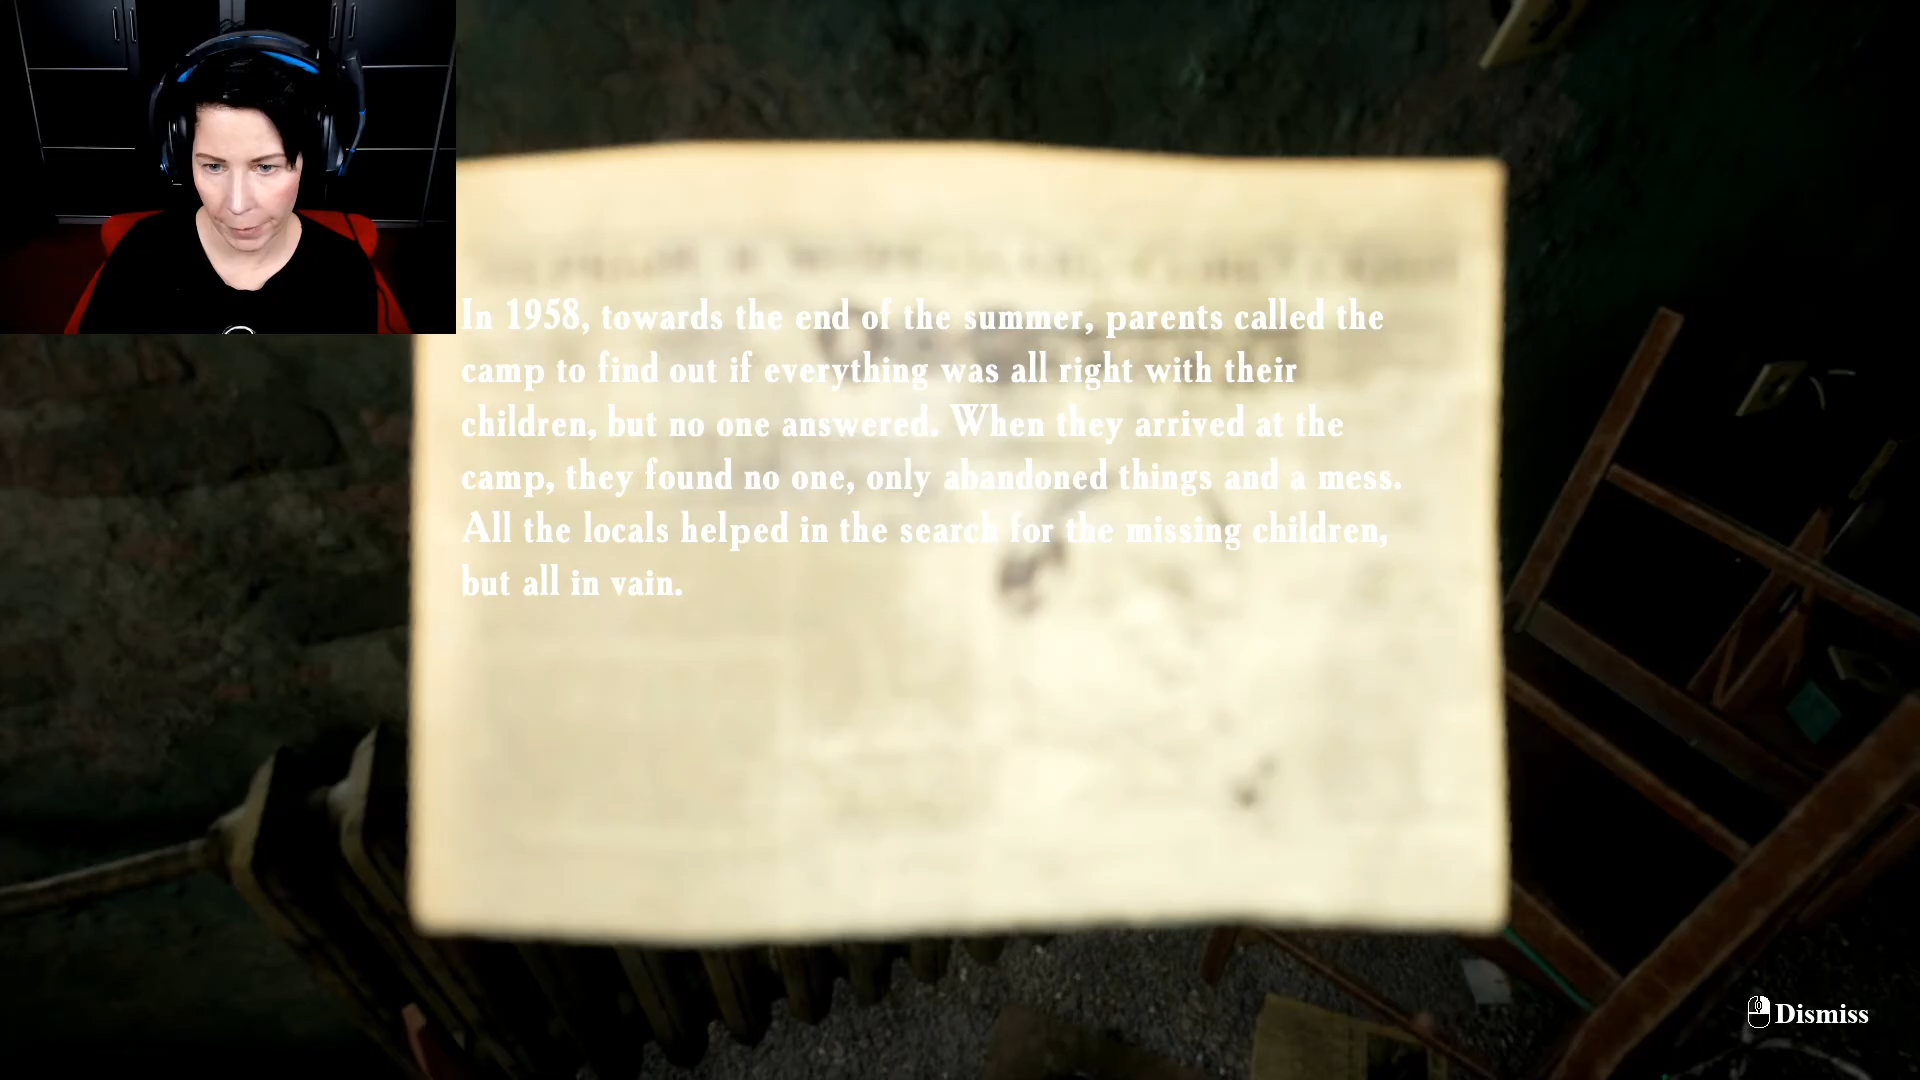 In 1958, towards the end of the summer, parents called the
camp to find out if everything was all right with their
children, but no one answered. When they arrived at the
camp, they found no one, only abandoned things and a mess.
All the locals helped in the search for the missing children,
but all in vain.
Dismiss